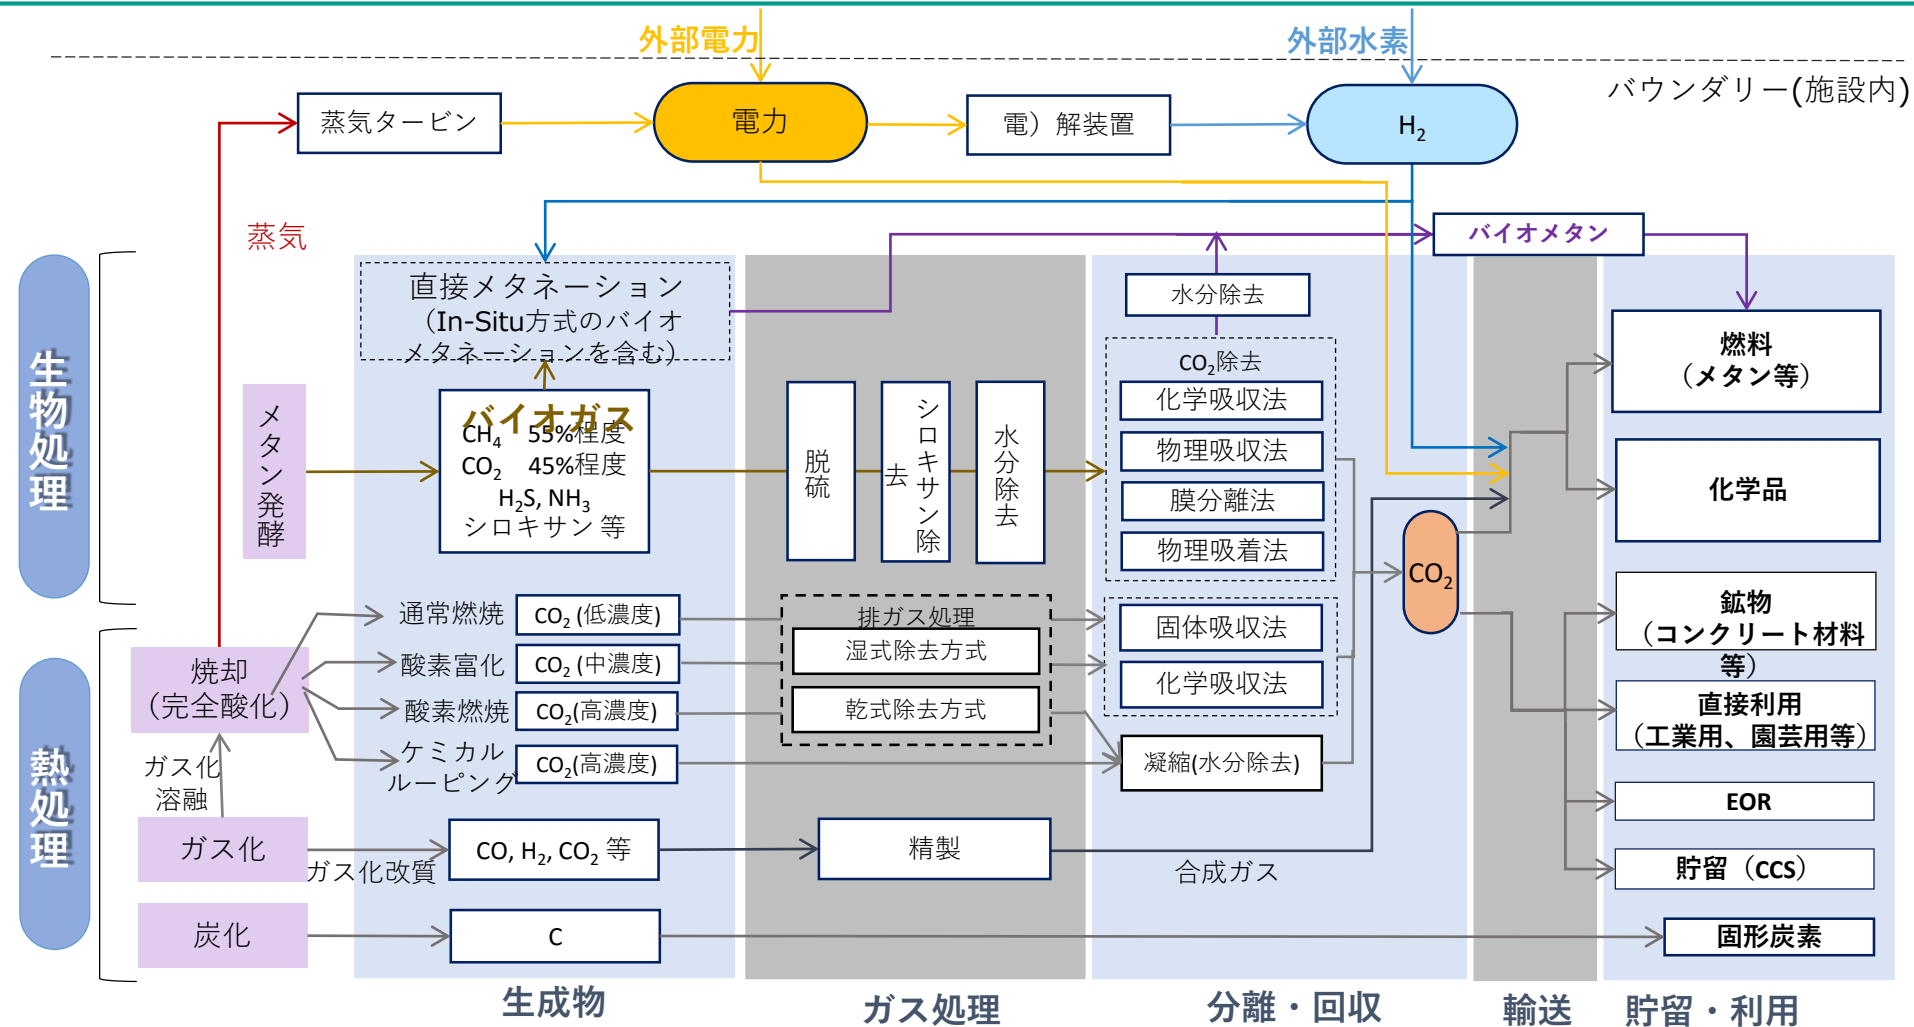 外部電力
外部水素
バウンダリー(施設内)
蒸気タービン
電力
電）解装置
H₂
蒸気
バイオメタン
生物処理
直接メタネーション
（In-Situ方式のバイオ
メタネーションを含む）
水分除去
燃料
（メタン等）
メタン発酵
バイオガス
CH₄ 55%程度
CO₂ 45%程度
H₂S, NH₃
シロキサン 等
脱硫
シロキサン除
去
水分除去
CO₂除去
化学吸収法
物理吸収法
膜分離法
物理吸着法
化学品
CO₂
熱処理
焼却
（完全酸化）
通常燃焼
CO₂ (低濃度)
酸素富化
CO₂ (中濃度)
酸素燃焼
CO₂(高濃度)
ケミカル
ルーピング
CO₂(高濃度)
排ガス処理
湿式除去方式
乾式除去方式
固体吸収法
化学吸収法
凝縮(水分除去)
鉱物
（コンクリート材料
等）
直接利用
（工業用、園芸用等）
EOR
ガス化
溶融
ガス化
ガス化改質
CO, H₂, CO₂ 等
精製
合成ガス
貯留（CCS）
炭化
C
固形炭素
生成物
ガス処理
分離・回収
輸送
貯留・利用